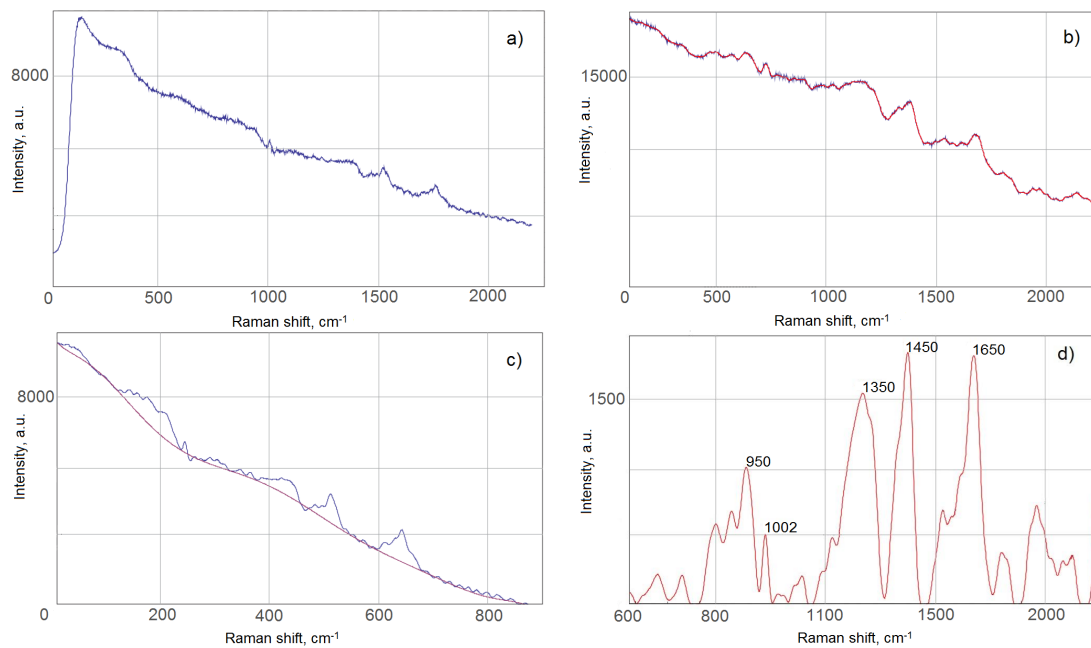 a)
Intensity, a.u.
8000
0 500 1000 1500 2000
Raman shift, cm-1
b)
Intensity, a.u.
15000
0 500 1000 1500 2000
Raman shift, cm-1
c)
Intensity, a.u.
8000
200 400 600 800
Raman shift, cm-1
d)
Intensity, a.u.
1500
1450
1650
1350
950
1002
600 800 1100 1500 2000
Raman shift, cm-1